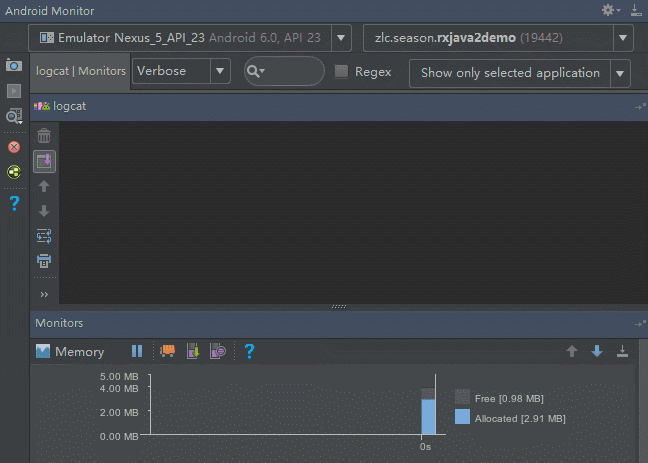 Android Monitor
Emulator Nexus_5_API_23 Android 6.0, API 23
zlc.season.rxjava2demo (19442)
logcat | Monitors
Verbose
Regex
Show only selected application
logcat
Monitors
Memory
5.00 MB
4.00 MB
2.00 MB
0.00 MB
0s
Free [0.98 MB]
Allocated [2.91 MB]